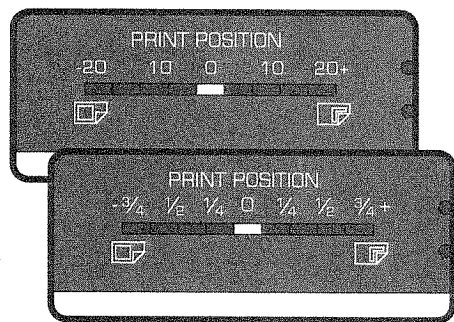 PRINT POSITION
-20 10 0 10 20+
PRINT POSITION
-¾ ½ ¼ 0 ¼ ½ ¾+